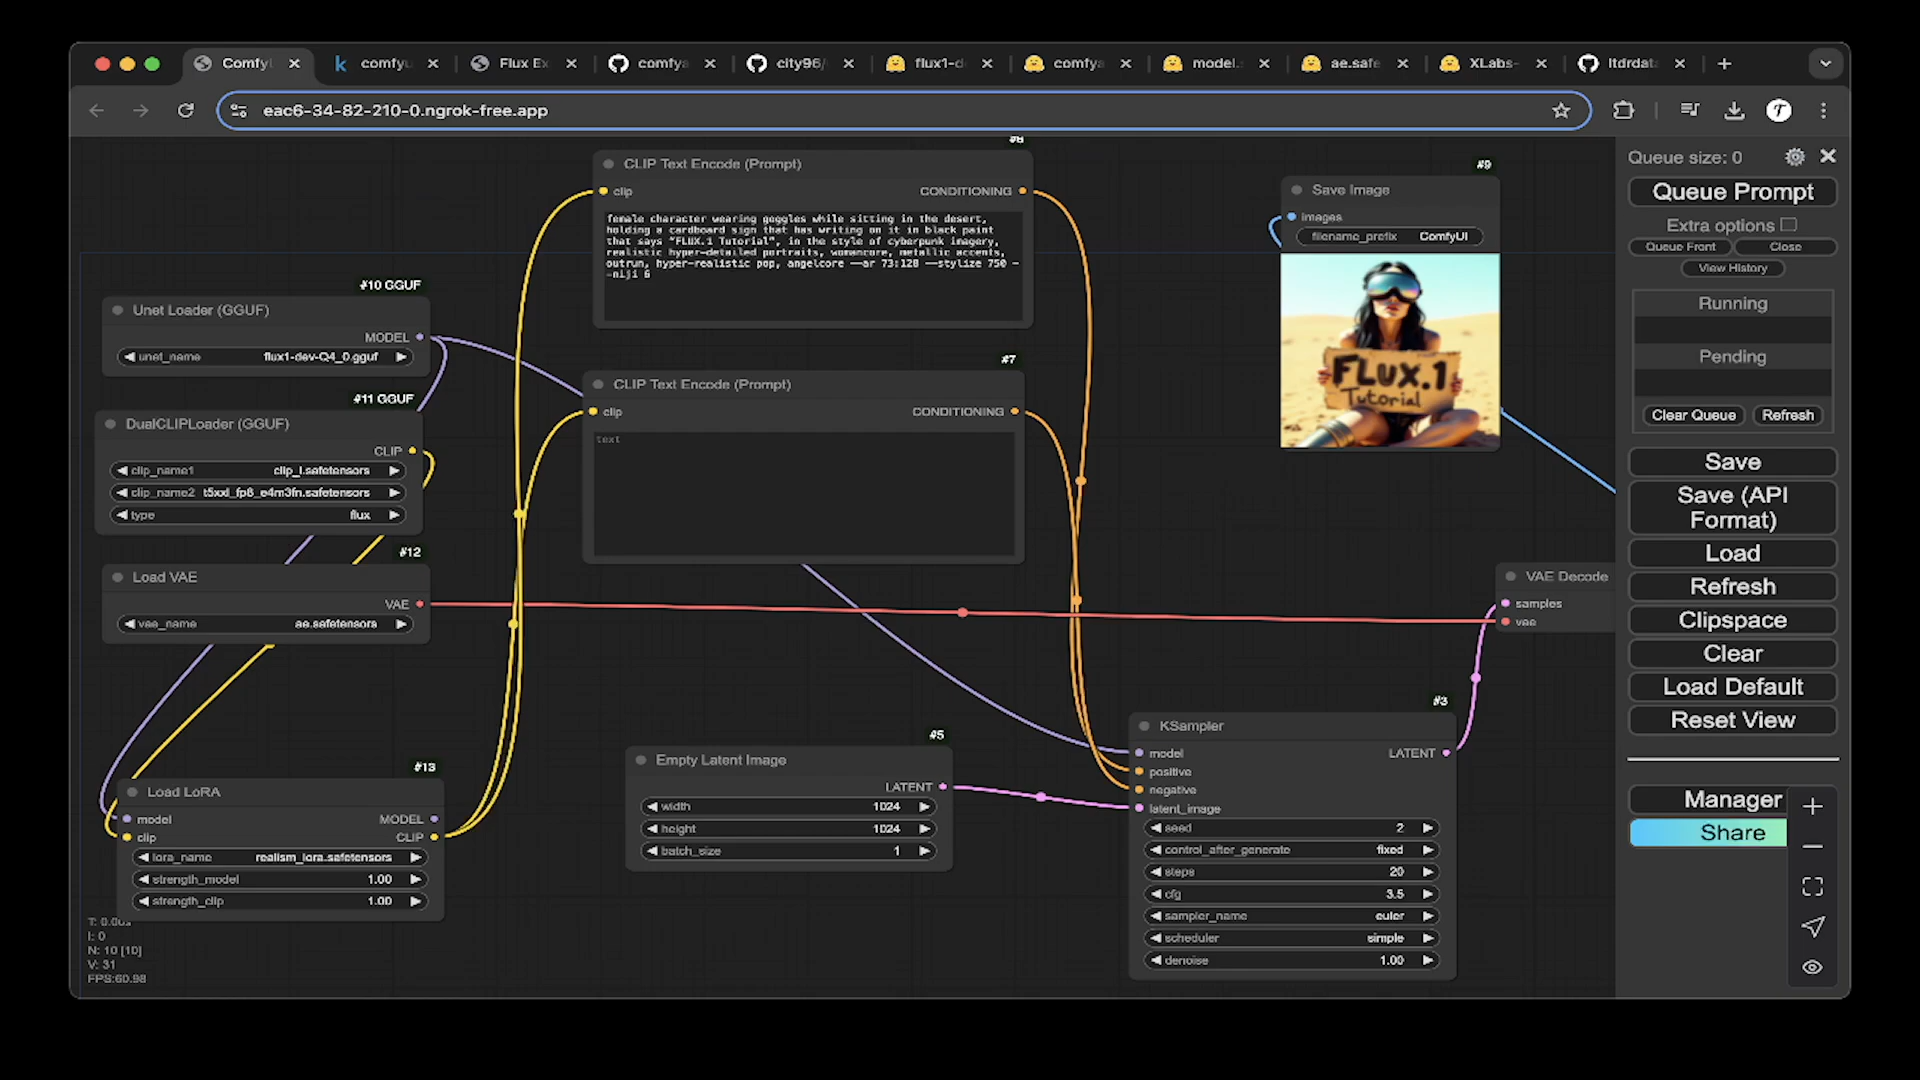 ComfyU
comfyu
Flux Ex
comfya
city96/
flux1-d
comfya
model.
ae.safe
XLabs-
ltdrdat
eac6-34-82-210-0.ngrok-free.app
#6
CLIP Text Encode (Prompt)
clip
CONDITIONING
female character wearing goggles while sitting in the desert,
holding a cardboard sign that has writing on it in black paint
that says "FLUX.1 Tutorial", in the style of cyberpunk imagery,
realistic hyper-detailed portraits, womancore, metallic accents,
outrun, hyper-realistic pop, angelcore --ar 73:128 --stylize 750 -
-niji 6
#10 GGUF
Unet Loader (GGUF)
MODEL
unet_name flux1-dev-Q4_0.gguf
#11 GGUF
DualCLIPLoader (GGUF)
CLIP
clip_name1 clip_l.safetensors
clip_name2 t5xxl_fp8_e4m3fn.safetensors
type flux
#12
Load VAE
VAE
vae_name ae.safetensors
#13
Load LoRA
model MODEL
clip CLIP
lora_name realism_lora.safetensors
strength_model 1.00
strength_clip 1.00
I: 0
N: 10 [10]
V: 31
FPS:60.98
#7
CLIP Text Encode (Prompt)
clip
CONDITIONING
text
#5
Empty Latent Image
LATENT
width 1024
height 1024
batch_size 1
#9
Save Image
images
filename_prefix ComfyUI
FLUX.1
Tutorial
VAE Decode
samples
vae
#3
KSampler
model LATENT
positive
negative
latent_image
seed 2
control_after_generate fixed
steps 20
cfg 3.5
sampler_name euler
scheduler simple
denoise 1.00
Queue size: 0
Queue Prompt
Extra options
Queue Front
Close
View History
Running
Pending
Clear Queue
Refresh
Save
Save (API
Format)
Load
Refresh
Clipspace
Clear
Load Default
Reset View
Manager
Share